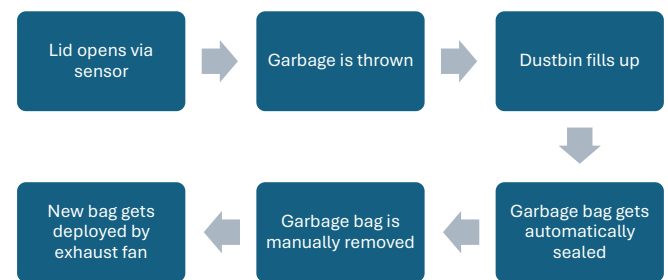 Lid opens via
sensor
Garbage is thrown
Dustbin fills up
Garbage bag gets
automatically
sealed
Garbage bag is
manually removed
New bag gets
deployed by
exhaust fan